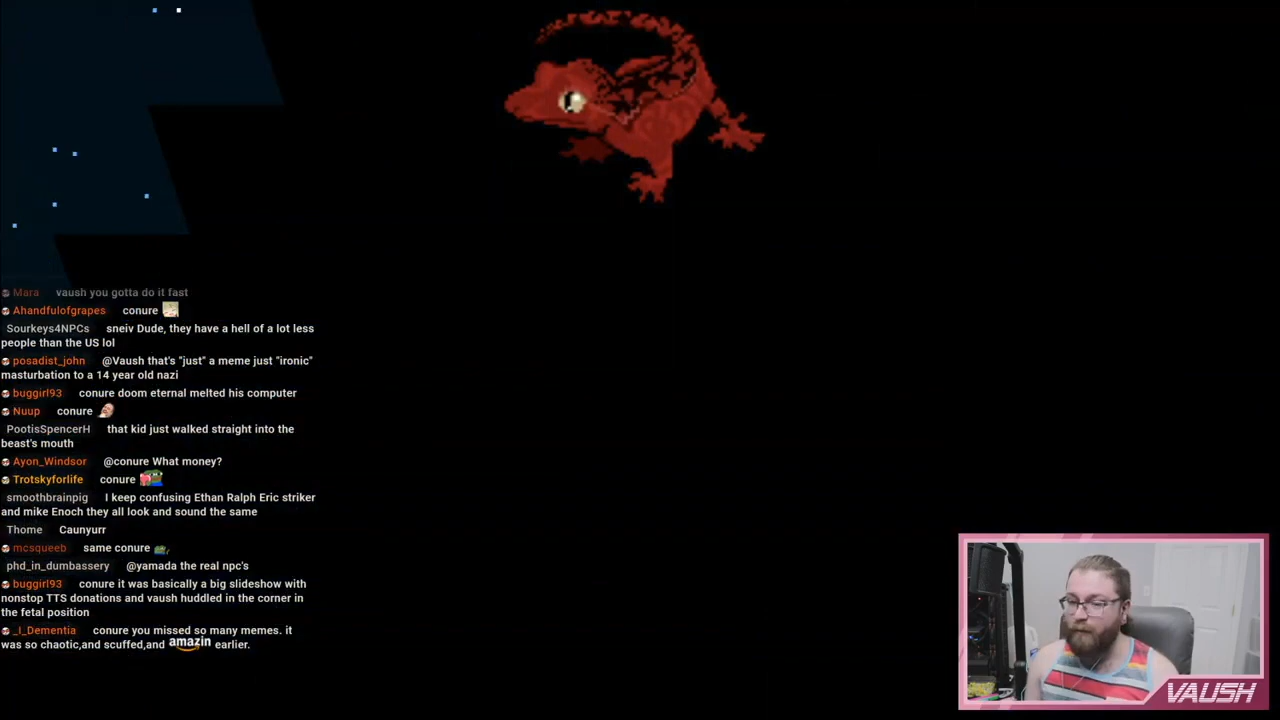 Mara vaush you gotta do it fast
Ahandfulofgrapes conure
Sourkeys4NPCs sneiv Dude, they have a hell of a lot less
people than the US lol
posadist_john @Vaush that's "just" a meme just "ironic"
masturbation to a 14 year old nazi
buggirl93 conure doom eternal melted his computer
Nuup conure
PootisSpencerH that kid just walked straight into the
beast's mouth
Ayon_Windsor @conure What money?
Trotskyforlife conure
smoothbrainpig I keep confusing Ethan Ralph Eric striker
and mike Enoch they all look and sound the same
Thome Caunyurr
mcsqueeb same conure
phd_in_dumbassery @yamada the real npc's
buggirl93 conure it was basically a big slideshow with
nonstop TTS donations and vaush huddled in the corner in
the fetal position
_I_Dementia conure you missed so many memes. it
was so chaotic,and scuffed,and amazin earlier.
VAUSH